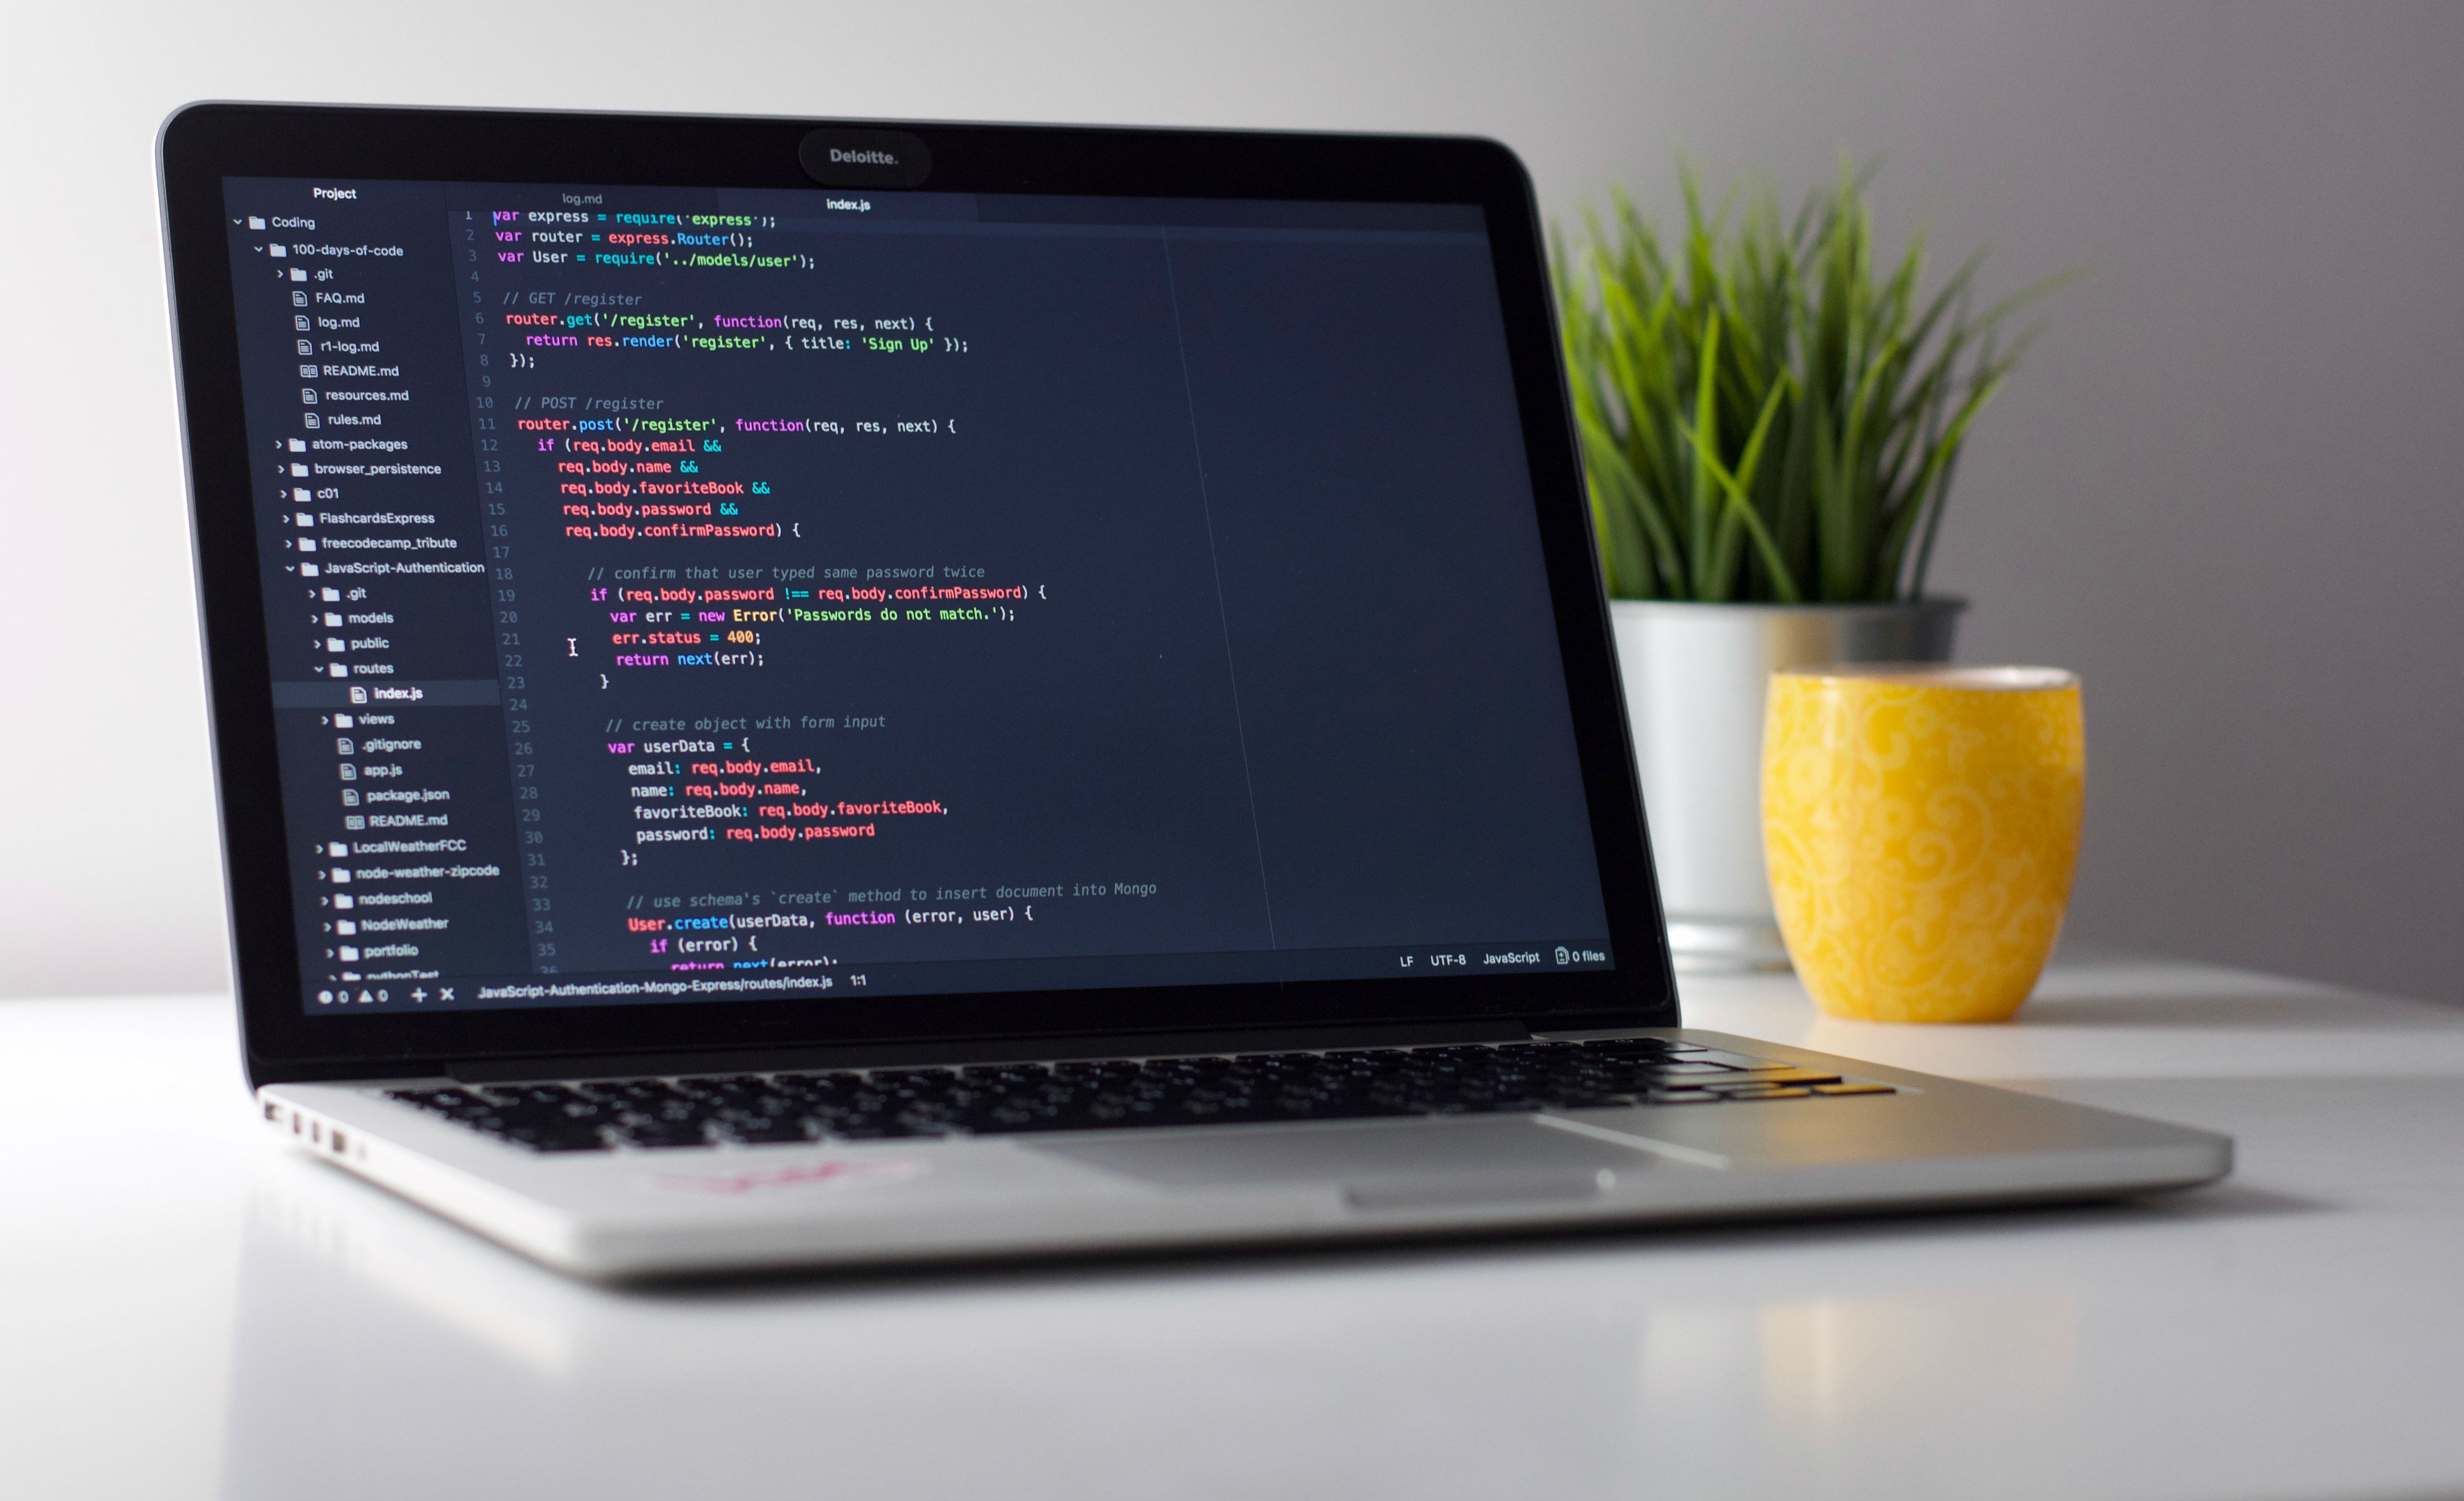 Deloitte.
Project
Coding
100-days-of-code
.git
FAQ.md
log.md
r1-log.md
README.md
resources.md
rules.md
atom-packages
browser_persistence
c01
FlashcardsExpress
freecodecamp_tribute
JavaScript-Authentication
.git
models
public
routes
index.js
views
.gitignore
app.js
package.json
README.md
LocalWeatherFCC
node-weather-zipcode
nodeschool
NodeWeather
portfolio
pythonTest
log.md
index.js
1 var express = require('express');
2 var router = express.Router();
3 var User = require('../models/user');
4
5 // GET /register
6 router.get('/register', function(req, res, next) {
7 return res.render('register', { title: 'Sign Up' });
8 });
9
10 // POST /register
11 router.post('/register', function(req, res, next) {
12 if (req.body.email &&
13 req.body.name &&
14 req.body.favoriteBook &&
15 req.body.password &&
16 req.body.confirmPassword) {
17
18 // confirm that user typed same password twice
19 if (req.body.password !== req.body.confirmPassword) {
20 var err = new Error('Passwords do not match.');
21 err.status = 400;
22 return next(err);
23 }
24
25 // create object with form input
26 var userData = {
27 email: req.body.email,
28 name: req.body.name,
29 favoriteBook: req.body.favoriteBook,
30 password: req.body.password
31 };
32
33 // use schema's `create` method to insert document into Mongo
34 User.create(userData, function (error, user) {
35 if (error) {
36 return next(error);
0 0 JavaScript-Authentication-Mongo-Express/routes/index.js 1:1 LF UTF-8 JavaScript 0 files